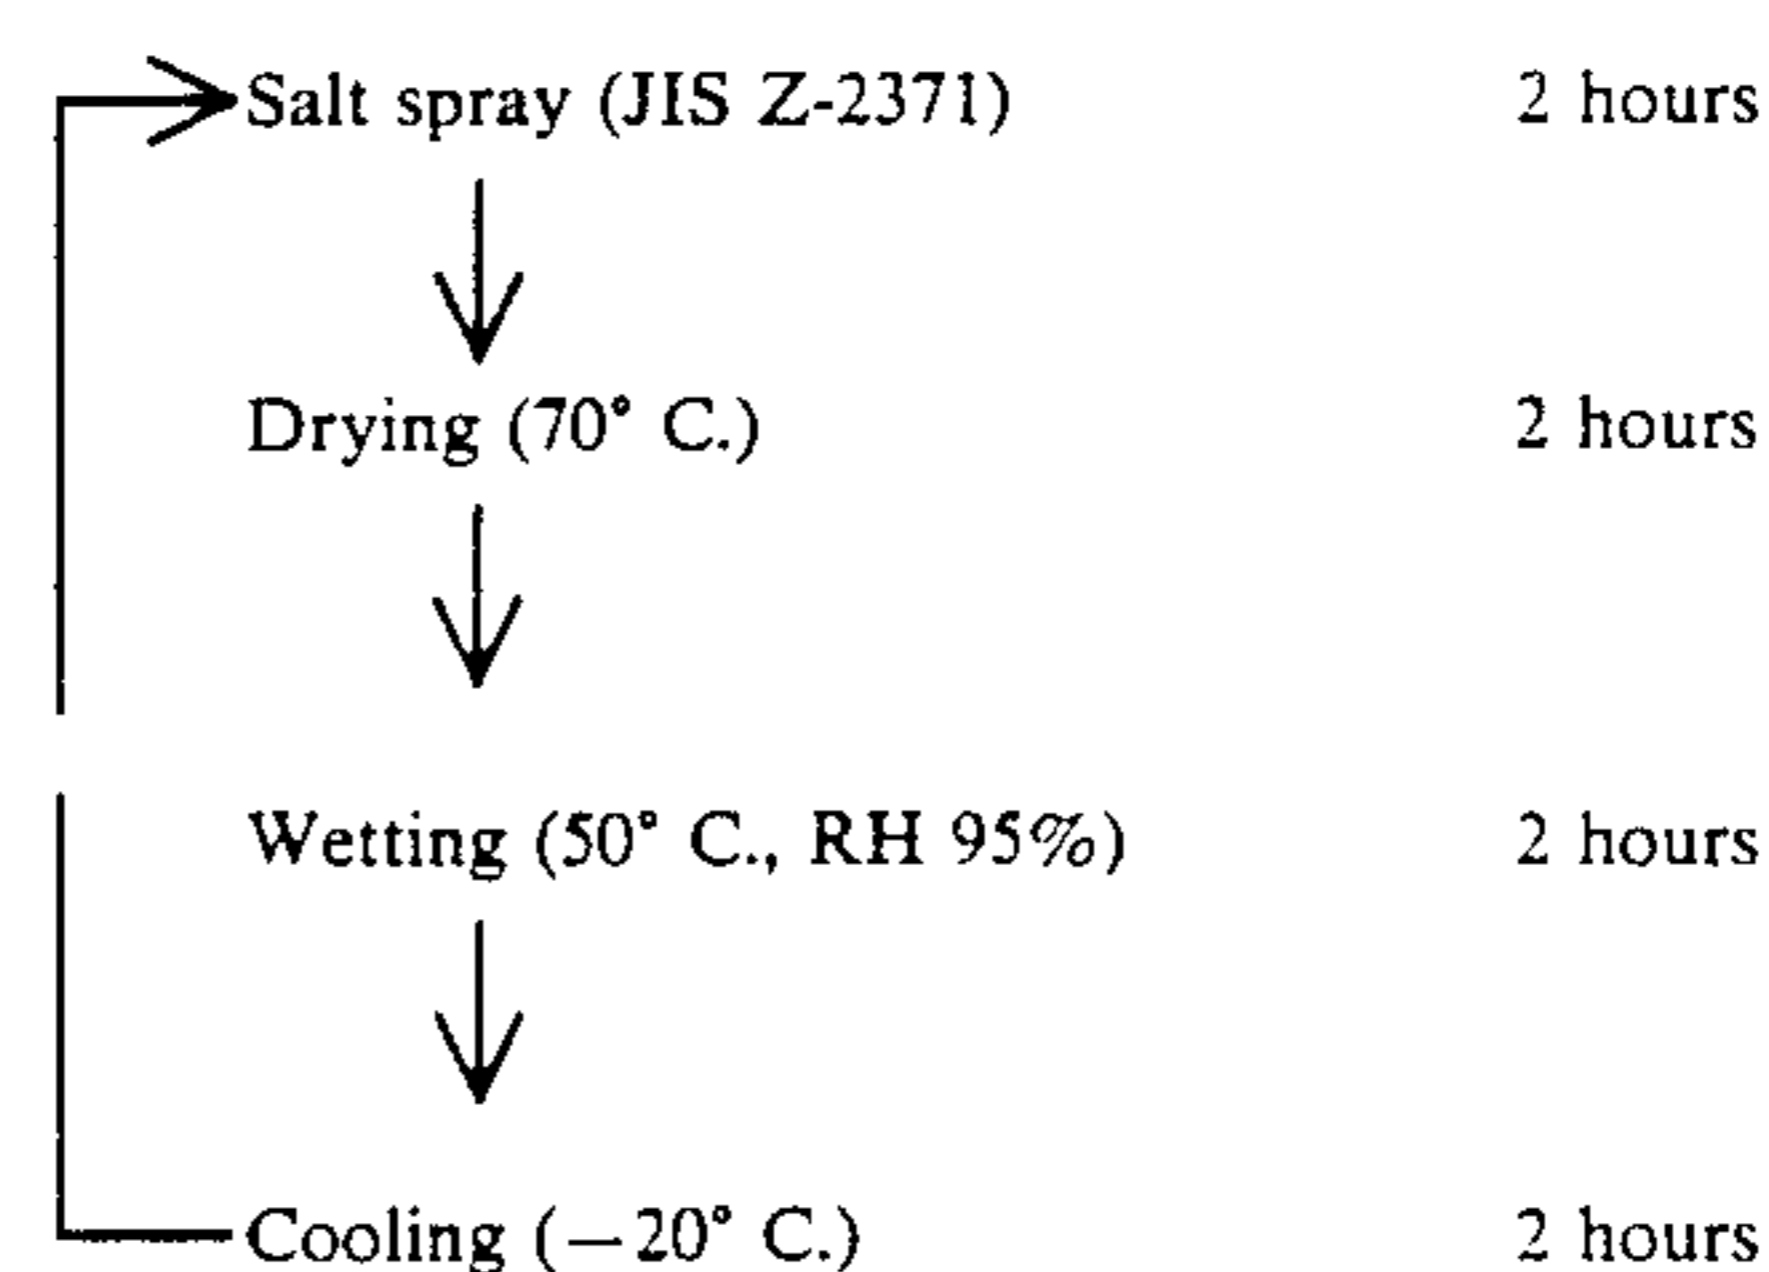 Salt spray (JIS Z-2371) 2 hours
Drying (70° C.) 2 hours
Wetting (50° C., RH 95%) 2 hours
Cooling (−20° C.) 2 hours